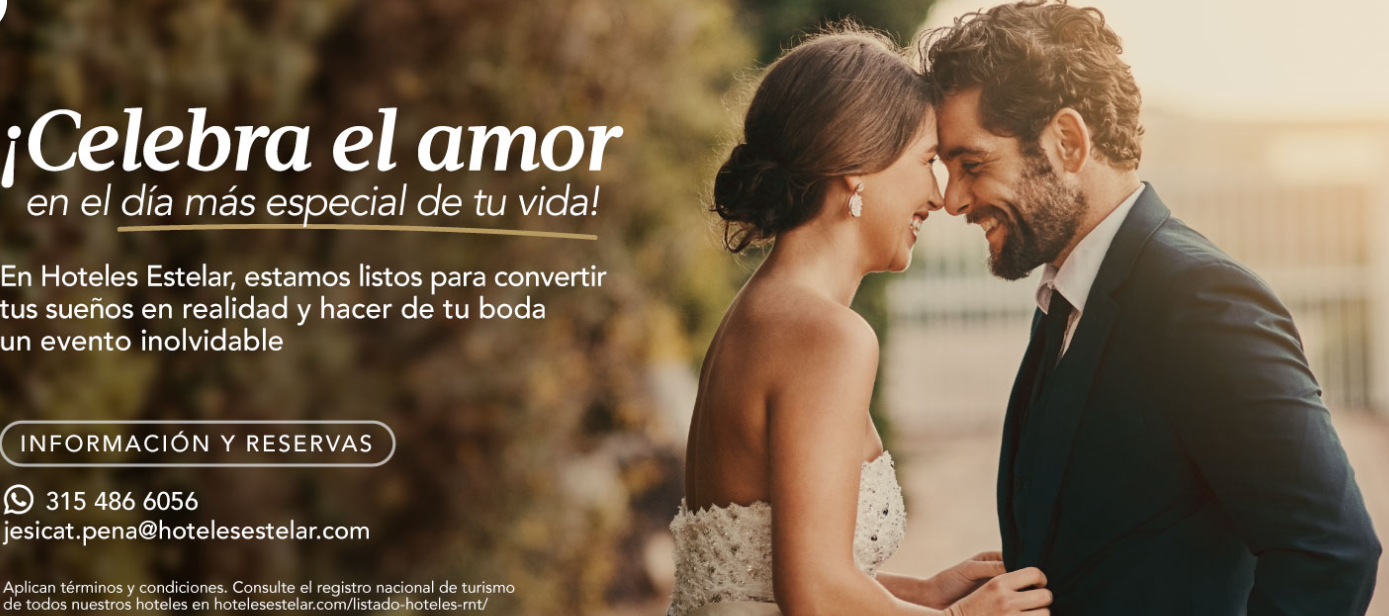 ¡Celebra el amor
en el día más especial de tu vida!
En Hoteles Estelar, estamos listos para convertir
tus sueños en realidad y hacer de tu boda
un evento inolvidable
INFORMACIÓN Y RESERVAS
315 486 6056
jesicat.pena@hotelesestelar.com
Aplican términos y condiciones. Consulte el registro nacional de turismo
de todos nuestros hoteles en hotelesestelar.com/listado-hoteles-rnt/